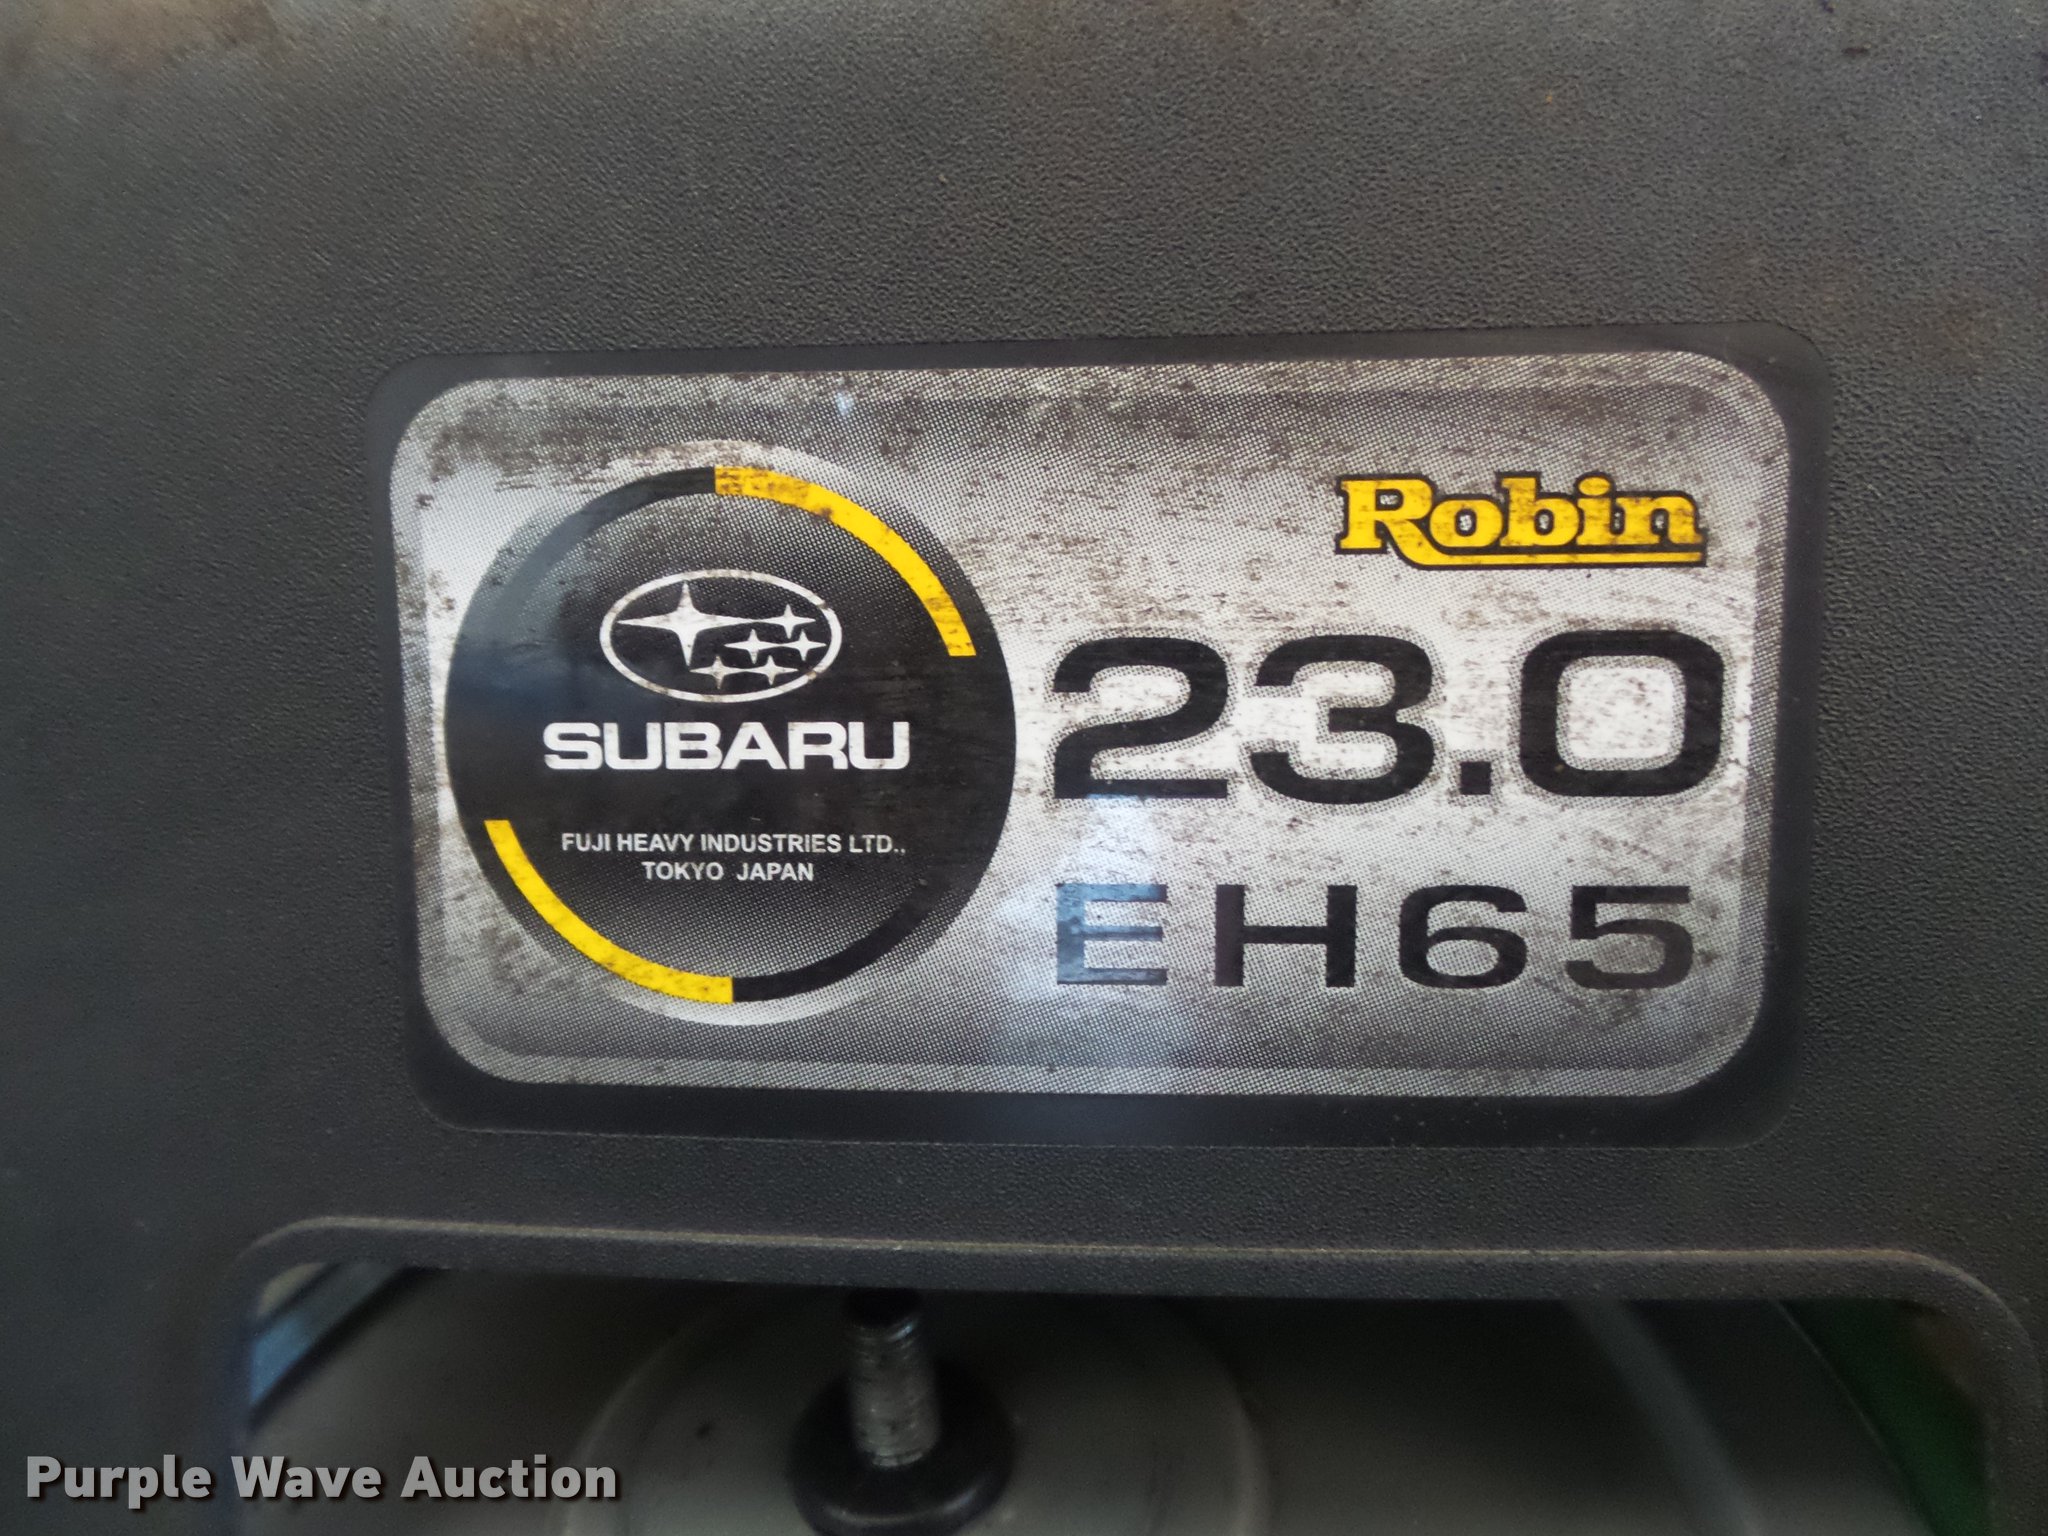 Robin
SUBARU
23.0
FUJI HEAVY INDUSTRIES LTD.,
TOKYO JAPAN
EH65
Purple Wave Auction